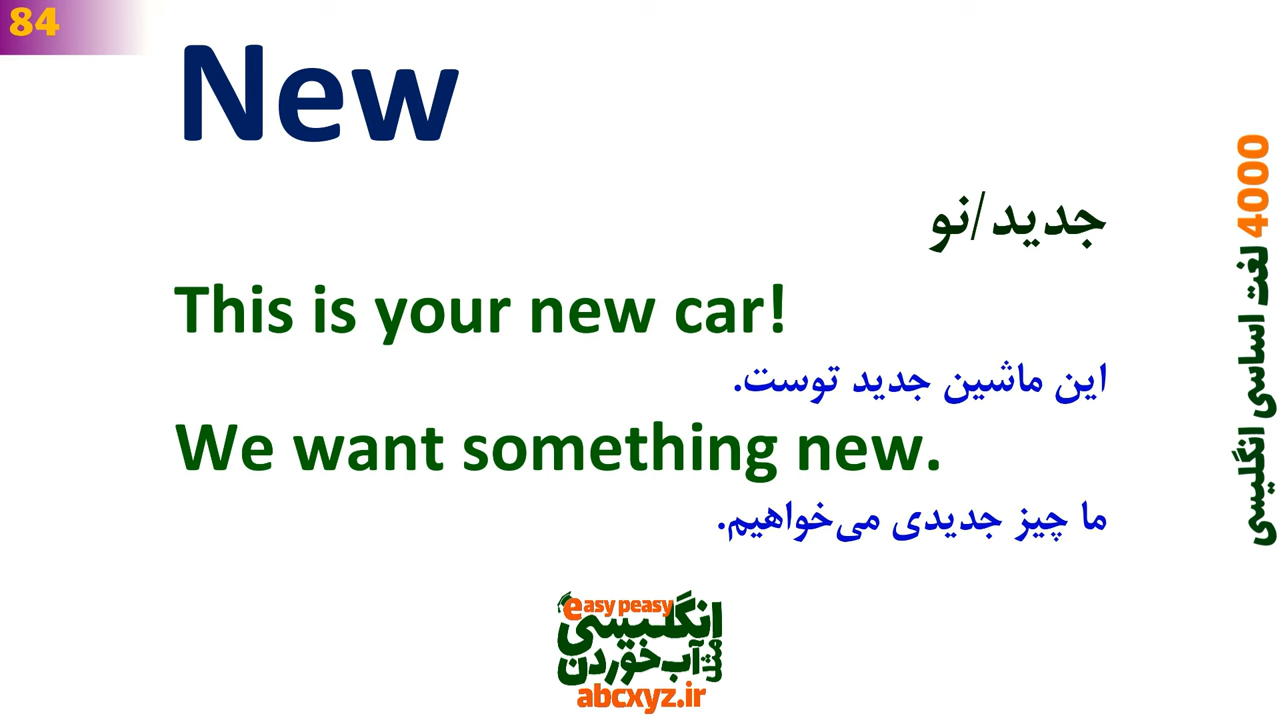 84
New
جدید/نو
This is your new car!
این ماشین جدید توست.
We want something new.
ما چیز جدیدی می‌خواهیم.
4000 لغت اساسی انگلیسی
easy peasy
انگلیسی
مثل آب خوردن
abcxyz.ir